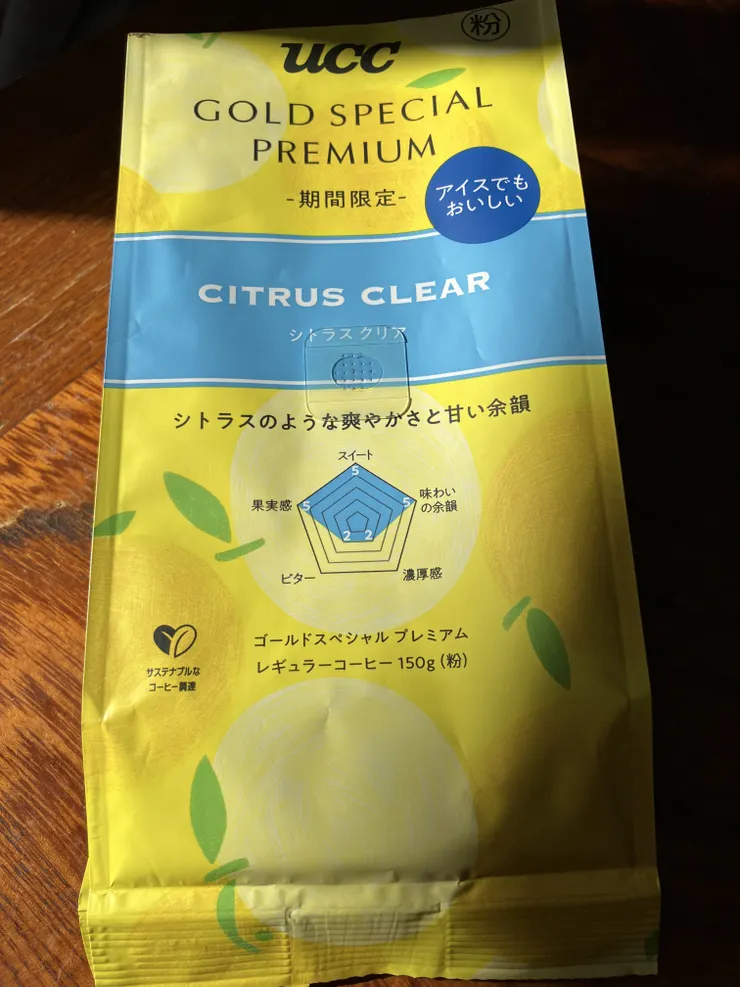 粉
ucc
GOLD SPECIAL
PREMIUM
-期間限定-
アイスでも
おいしい
CITRUS CLEAR
シトラス クリア
シトラスのような爽やかさと甘い余韻
スイート
5
果実感
5
5
味わい
の余韻
2
2
ビター
濃厚感
サステナブルな
コーヒー調達
ゴールドスペシャル プレミアム
レギュラーコーヒー 150g (粉)